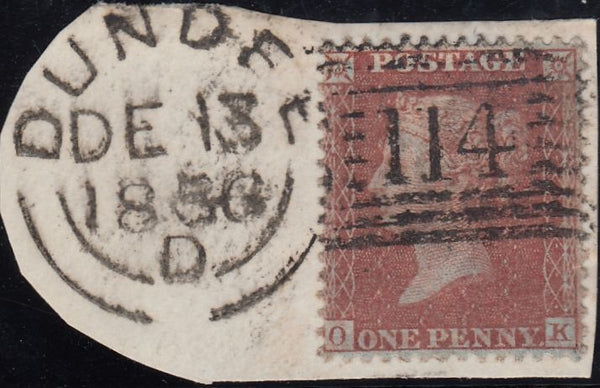 DUNDEE
DE 13
1856
D
POSTAGE
114
O ONE PENNY K